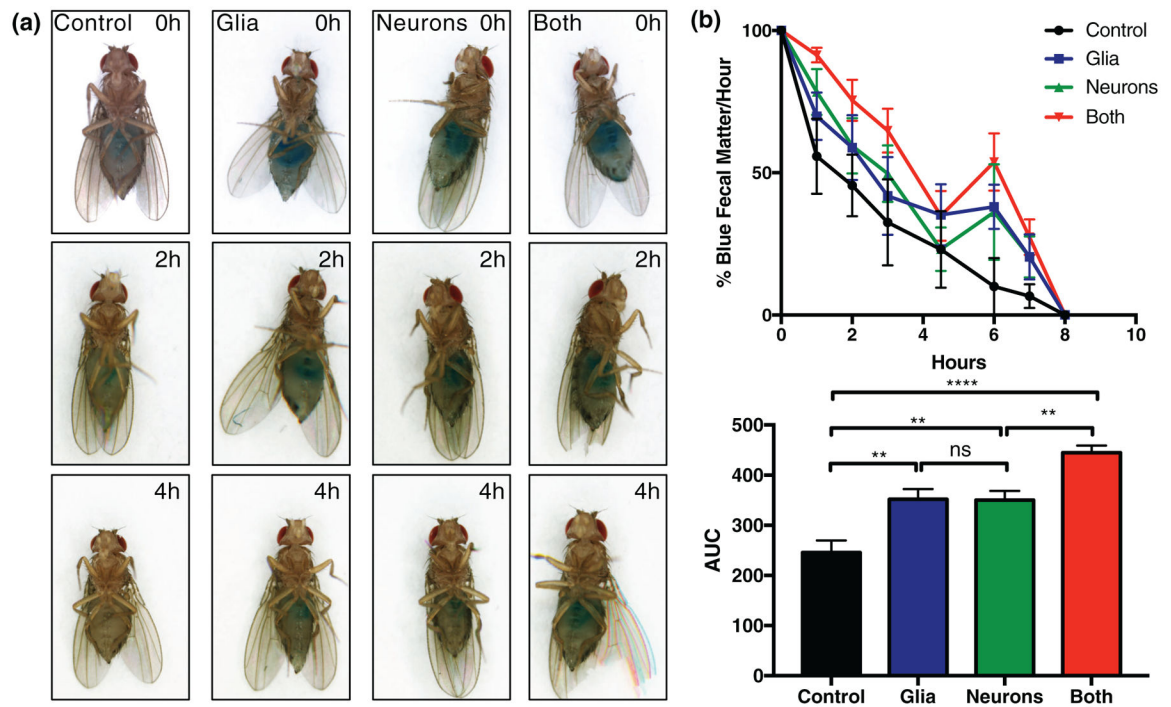 (a)
Control 0h
Glia 0h
Neurons 0h
Both 0h
2h
2h
2h
2h
4h
4h
4h
4h
(b)
% Blue Fecal Matter/Hour
100
50
0
0 2 4 6 8 10
Hours
Control
Glia
Neurons
Both
****
** **
** ns
AUC
500
400
300
200
100
0
Control Glia Neurons Both